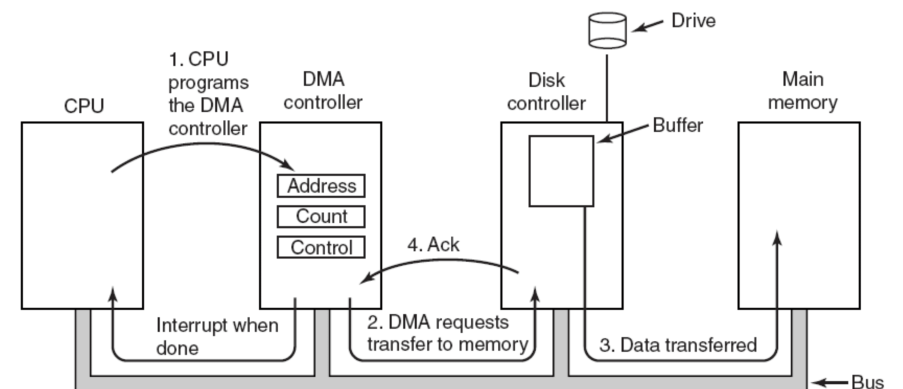 Drive
1. CPU
programs
the DMA
controller
CPU
DMA
controller
Disk
controller
Main
memory
Buffer
Address
Count
Control
4. Ack
Interrupt when
done
2. DMA requests
transfer to memory
3. Data transferred
Bus